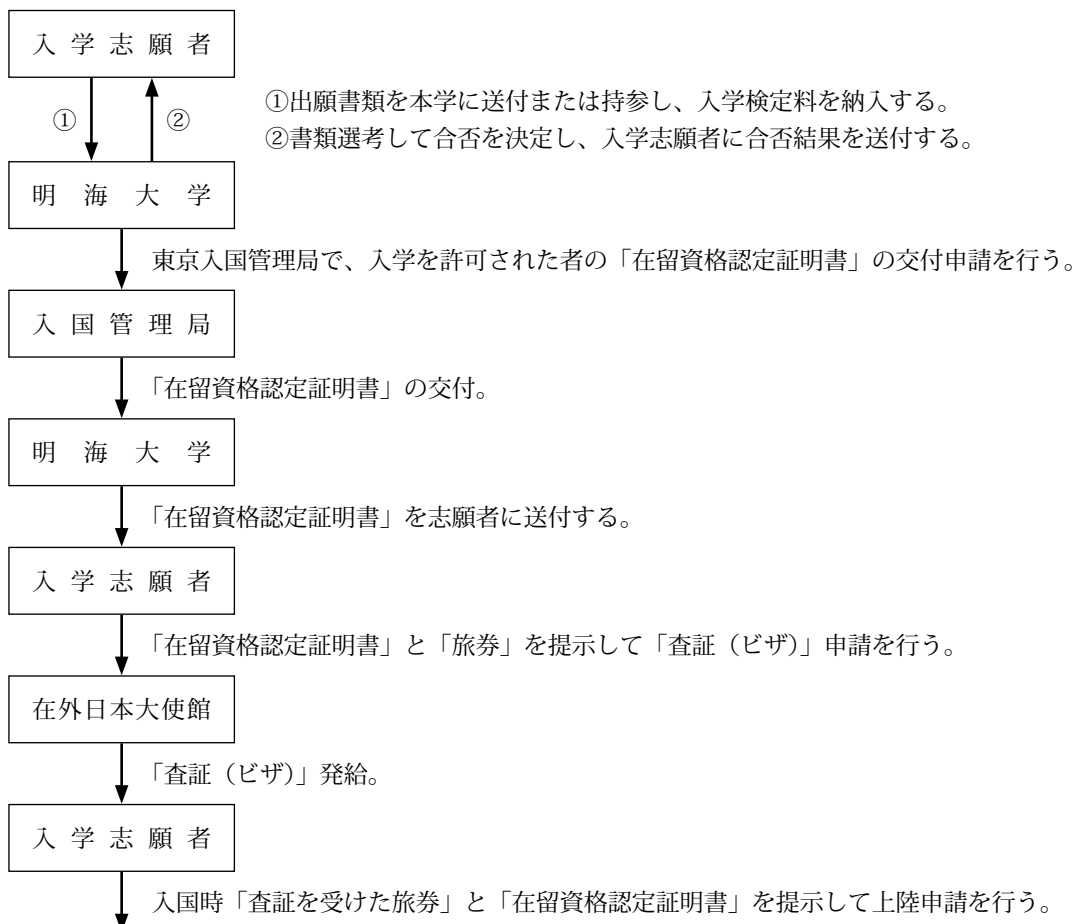 入学志願者
① ②
①出願書類を本学に送付または持参し、入学検定料を納入する。
②書類選考して合否を決定し、入学志願者に合否結果を送付する。
明海大学
東京入国管理局で、入学を許可された者の「在留資格認定証明書」の交付申請を行う。
入国管理局
「在留資格認定証明書」の交付。
明海大学
「在留資格認定証明書」を志願者に送付する。
入学志願者
「在留資格認定証明書」と「旅券」を提示して「査証（ビザ）」申請を行う。
在外日本大使館
「査証（ビザ）」発給。
入学志願者
入国時「査証を受けた旅券」と「在留資格認定証明書」を提示して上陸申請を行う。